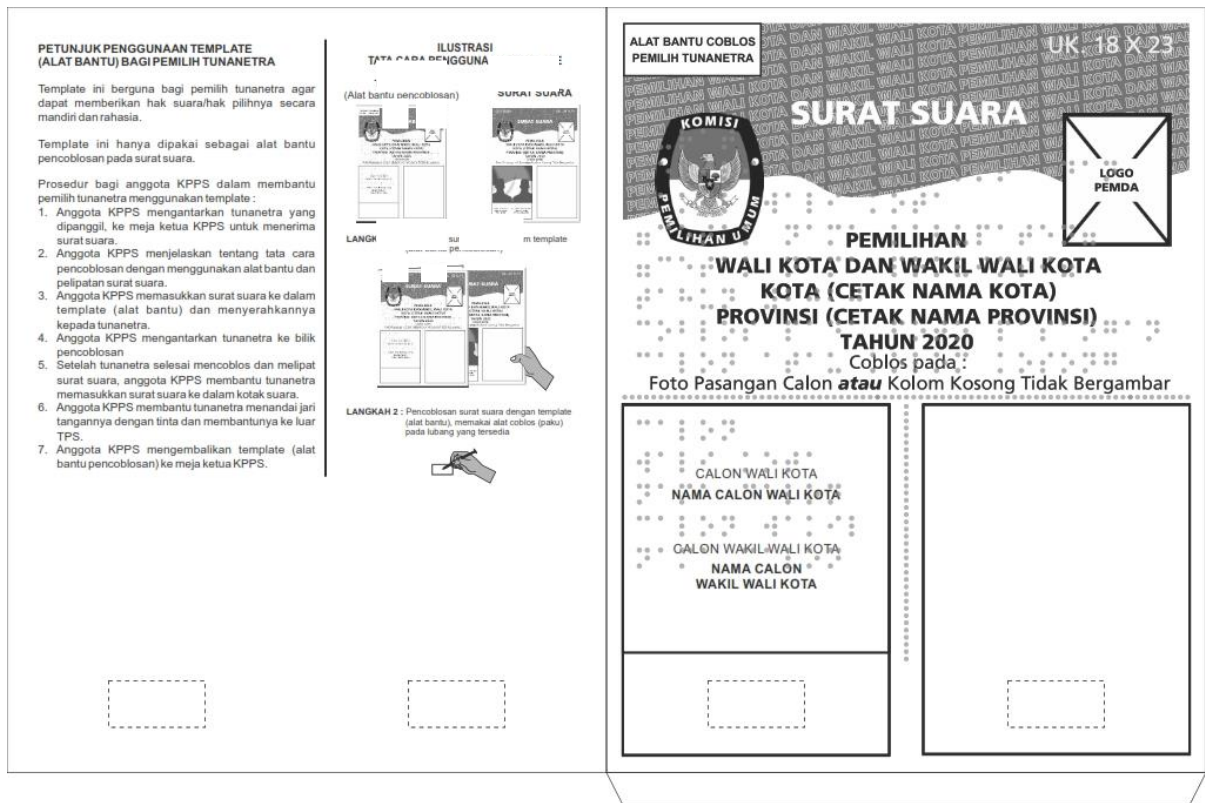 PETUNJUK PENGGUNAAN TEMPLATE
(ALAT BANTU) BAGI PEMILIH TUNANETRA
Template ini berguna bagi pemilih tunanetra agar
dapat memberikan hak suara/hak pilihnya secara
mandiri dan rahasia.
Template ini hanya dipakai sebagai alat bantu
pencoblosan pada surat suara.
Prosedur bagi anggota KPPS dalam membantu
pemilih tunanetra menggunakan template :
1. Anggota KPPS mengantarkan tunanetra yang
dipanggil, ke meja ketua KPPS untuk menerima
surat suara.
2. Anggota KPPS menjelaskan tentang tata cara
pencoblosan dengan menggunakan alat bantu dan
pelipatan surat suara.
3. Anggota KPPS memasukkan surat suara ke dalam
template (alat bantu) dan menyerahkannya
kepada tunanetra.
4. Anggota KPPS mengantarkan tunanetra ke bilik
pencoblosan
5. Setelah tunanetra selesai mencoblos dan melipat
surat suara, anggota KPPS membantu tunanetra
memasukkan surat suara ke dalam kotak suara.
6. Anggota KPPS membantu tunanetra menandai jari
tangannya dengan tinta dan membantunya ke luar
TPS.
7. Anggota KPPS mengembalikan template (alat
bantu pencoblosan) ke meja ketua KPPS.
ILUSTRASI
TATA CARA PENGGUNA :
(Alat bantu pencoblosan)
SURAT SUARA
LANGK su m template
LANGKAH 2 : Pencoblosan surat suara dengan template
(alat bantu), memakai alat coblos (paku)
pada lubang yang tersedia
ALAT BANTU COBLOS
PEMILIH TUNANETRA
UK. 18 X 23
SURAT SUARA
KOMISI
PEMILIHAN UMUM
LOGO
PEMDA
PEMILIHAN
WALI KOTA DAN WAKIL WALI KOTA
KOTA (CETAK NAMA KOTA)
PROVINSI (CETAK NAMA PROVINSI)
TAHUN 2020
Coblos pada :
Foto Pasangan Calon atau Kolom Kosong Tidak Bergambar
CALON WALI KOTA
NAMA CALON WALI KOTA
CALON WAKIL WALI KOTA
NAMA CALON
WAKIL WALI KOTA